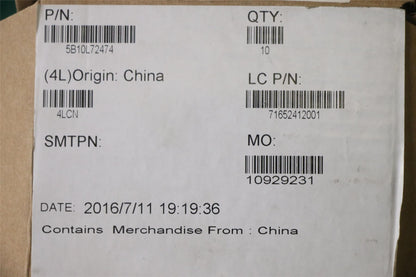 P/N:
QTY:
5B10L72474
10
(4L)Origin: China
LC P/N:
4LCN
71652412001
SMTPN:
MO:
10929231
DATE: 2016/7/11 19:19:36
Contains Merchandise From : China